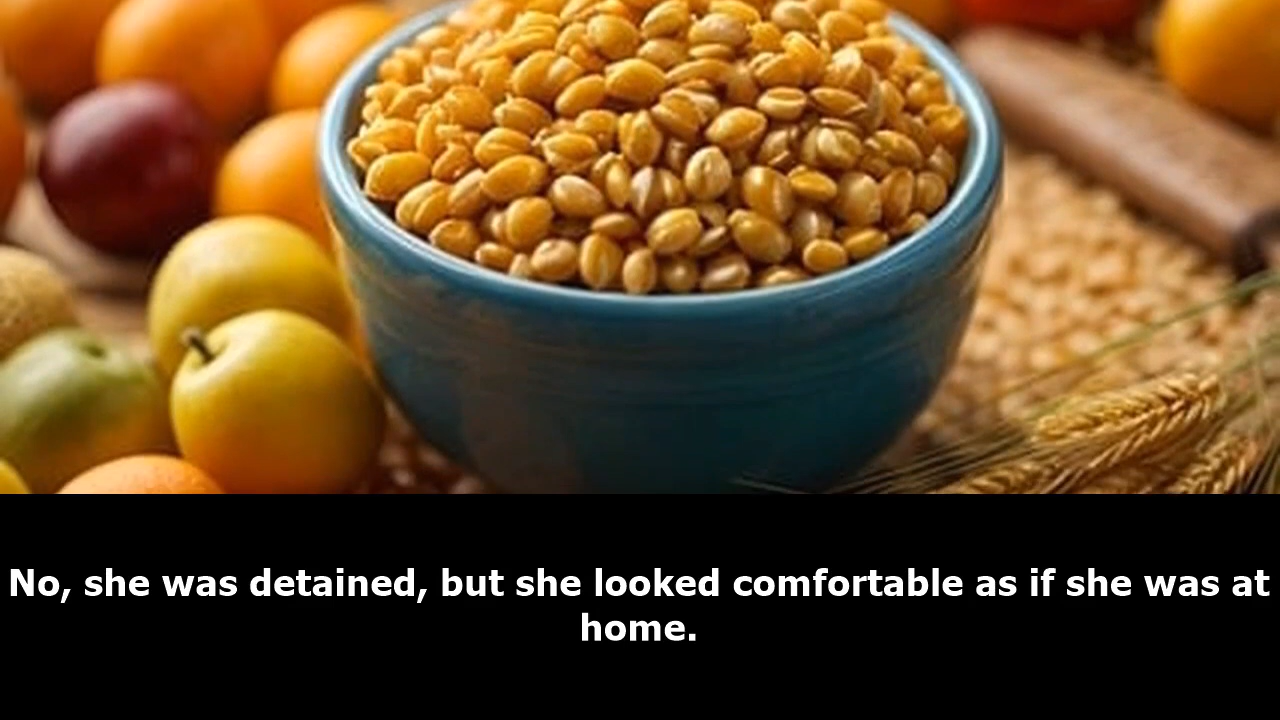 No, she was detained, but she looked comfortable as if she was at
home.